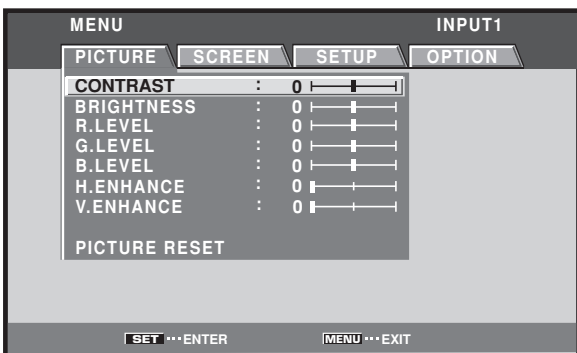 MENU INPUT1
PICTURE SCREEN SETUP OPTION
CONTRAST : 0
BRIGHTNESS : 0
R.LEVEL : 0
G.LEVEL : 0
B.LEVEL : 0
H.ENHANCE : 0
V.ENHANCE : 0
PICTURE RESET
SET ···ENTER MENU ···EXIT